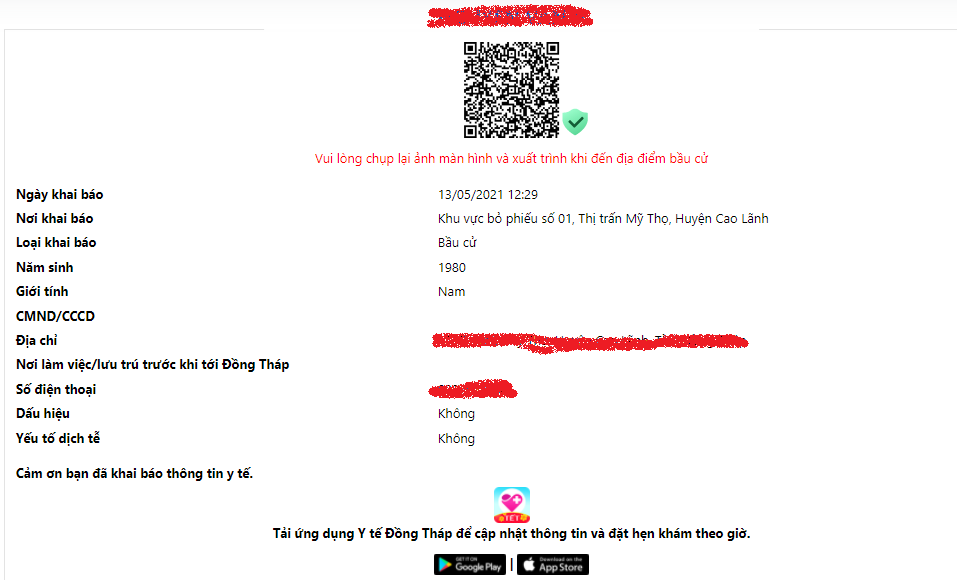 Vui lòng chụp lại ảnh màn hình và xuất trình khi đến địa điểm bầu cử
Ngày khai báo 13/05/2021 12:29
Nơi khai báo Khu vực bỏ phiếu số 01, Thị trấn Mỹ Thọ, Huyện Cao Lãnh
Loại khai báo Bầu cử
Năm sinh 1980
Giới tính Nam
CMND/CCCD
Địa chỉ
Nơi làm việc/lưu trú trước khi tới Đồng Tháp
Số điện thoại
Dấu hiệu Không
Yếu tố dịch tễ Không
Cảm ơn bạn đã khai báo thông tin y tế.
TẾT
Tải ứng dụng Y tế Đồng Tháp để cập nhật thông tin và đặt hẹn khám theo giờ.
GET IT ON Google Play | Download on the App Store